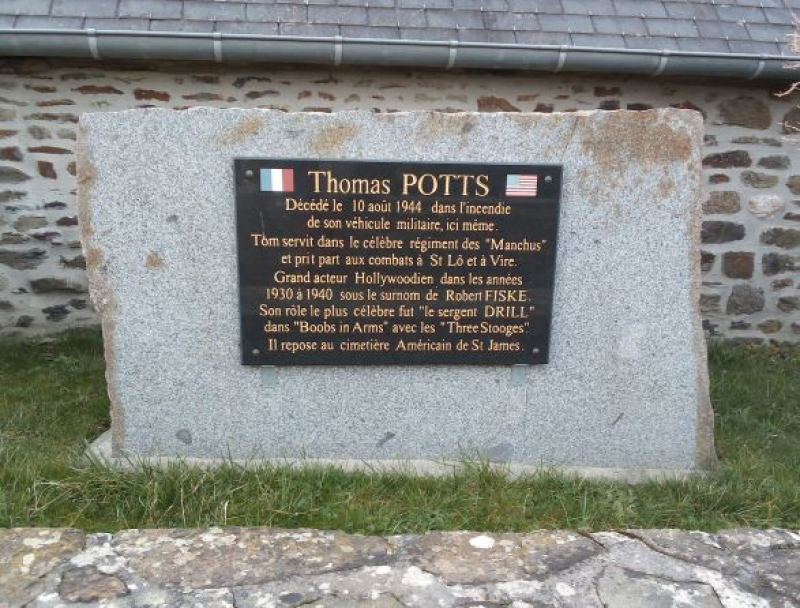 Thomas POTTS
Décédé le 10 août 1944 dans l'incendie
de son véhicule militaire, ici même.
Tom servit dans le célèbre régiment des "Manchus"
et prit part aux combats à St Lô et à Vire.
Grand acteur Hollywoodien dans les années
1930 à 1940 sous le surnom de Robert FISKE.
Son rôle le plus célèbre fut "le sergent DRILL"
dans "Boobs in Arms" avec les "Three Stooges".
Il repose au cimetière Américain de St James.